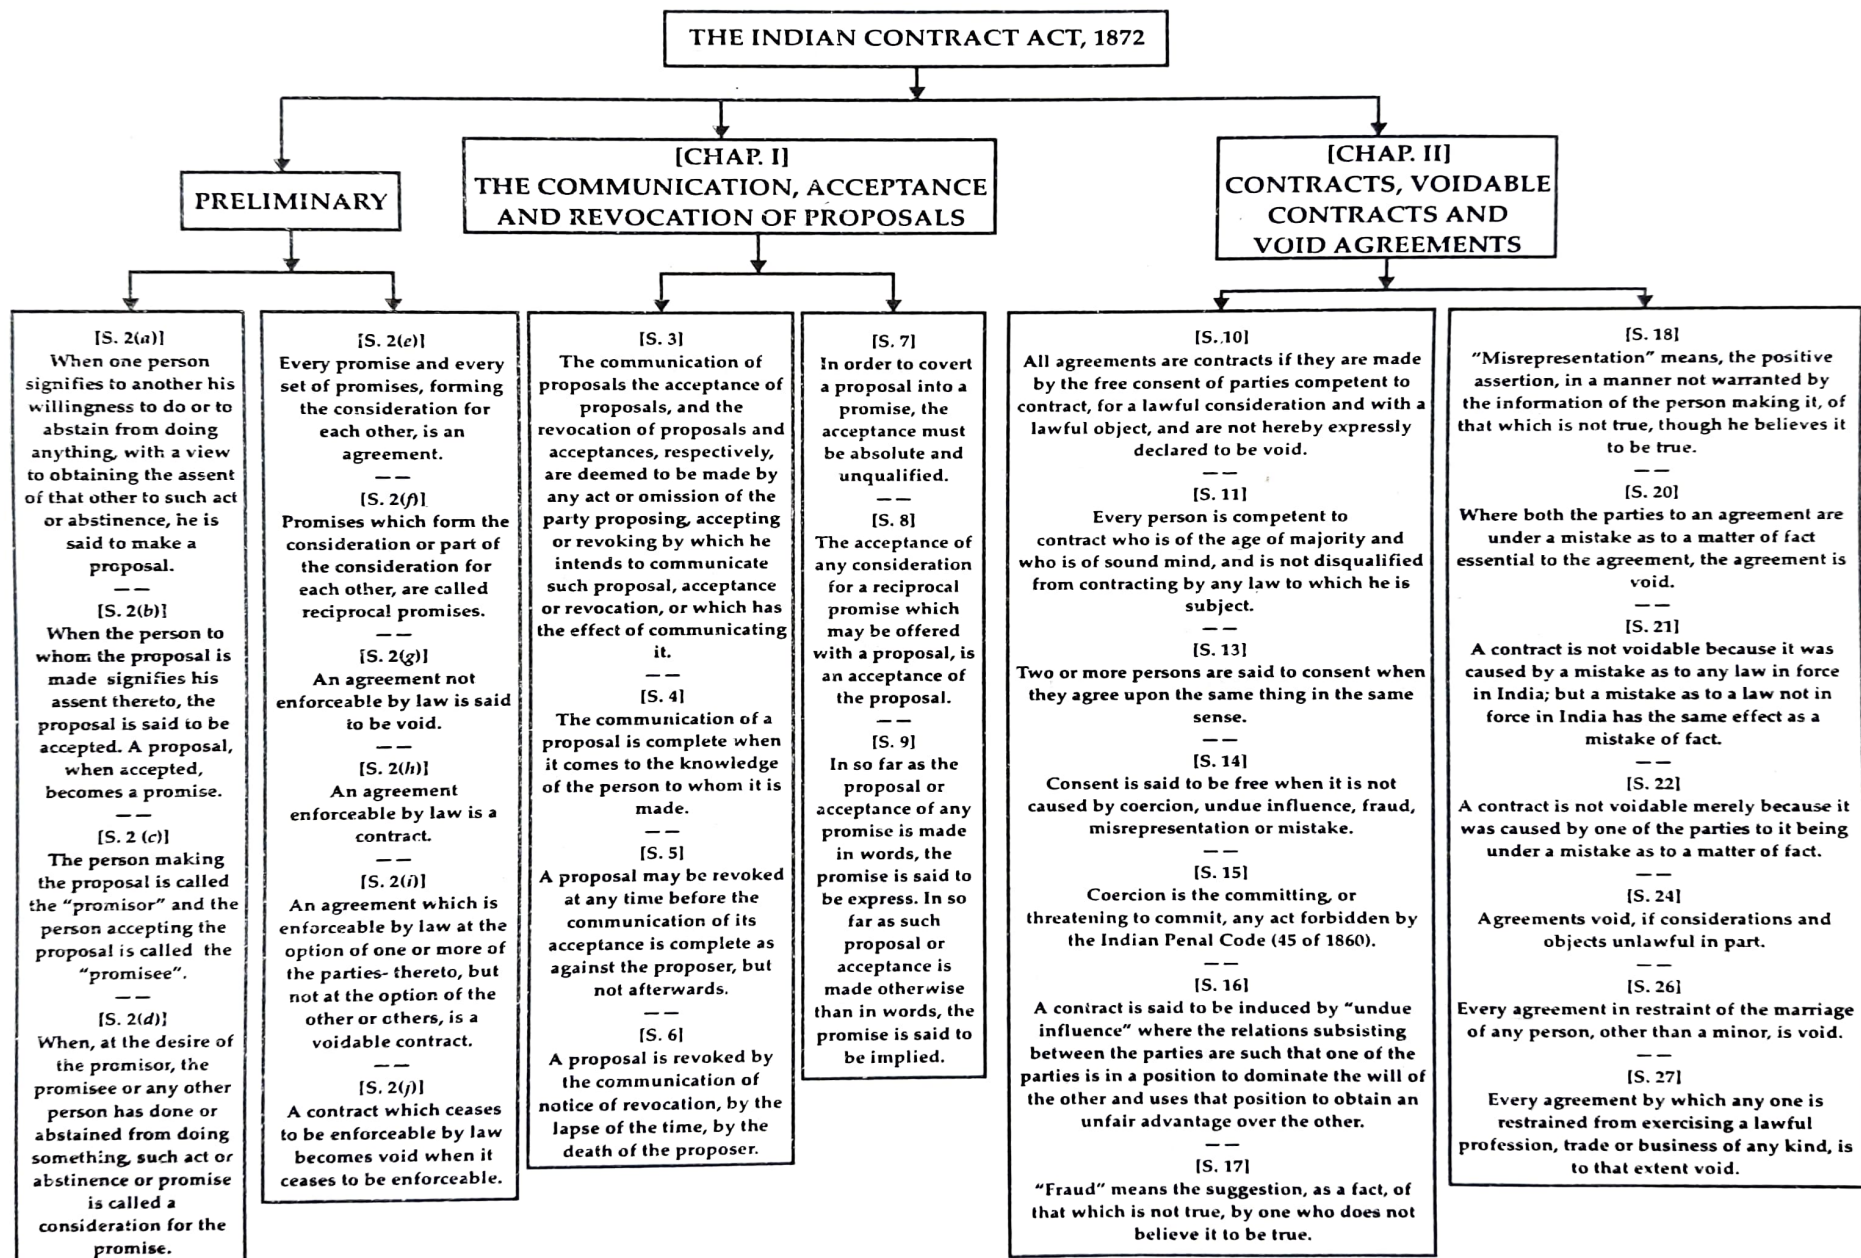 THE INDIAN CONTRACT ACT, 1872
PRELIMINARY
[S. 2(a)]
When one person
signifies to another his
willingness to do or to
abstain from doing
anything, with a view
to obtaining the assent
of that other to such act
or abstinence, he is
said to make a
proposal.
— —
[S. 2(b)]
When the person to
whom the proposal is
made signifies his
assent thereto, the
proposal is said to be
accepted. A proposal,
when accepted,
becomes a promise.
— —
[S. 2 (c)]
The person making
the proposal is called
the "promisor" and the
person accepting the
proposal is called the
"promisee".
— —
[S. 2(d)]
When, at the desire of
the promisor, the
promisee or any other
person has done or
abstained from doing
something, such act or
abstinence or promise
is called a
consideration for the
promise.
[S. 2(e)]
Every promise and every
set of promises, forming
the consideration for
each other, is an
agreement.
— —
[S. 2(f)]
Promises which form the
consideration or part of
the consideration for
each other, are called
reciprocal promises.
— —
[S. 2(g)]
An agreement not
enforceable by law is said
to be void.
— —
[S. 2(h)]
An agreement
enforceable by law is a
contract.
— —
[S. 2(i)]
An agreement which is
enforceable by law at the
option of one or more of
the parties- thereto, but
not at the option of the
other or others, is a
voidable contract.
— —
[S. 2(j)]
A contract which ceases
to be enforceable by law
becomes void when it
ceases to be enforceable.
[CHAP. I]
THE COMMUNICATION, ACCEPTANCE
AND REVOCATION OF PROPOSALS
[S. 3]
The communication of
proposals the acceptance of
proposals, and the
revocation of proposals and
acceptances, respectively,
are deemed to be made by
any act or omission of the
party proposing, accepting
or revoking by which he
intends to communicate
such proposal, acceptance
or revocation, or which has
the effect of communicating
it.
— —
[S. 4]
The communication of a
proposal is complete when
it comes to the knowledge
of the person to whom it is
made.
— —
[S. 5]
A proposal may be revoked
at any time before the
communication of its
acceptance is complete as
against the proposer, but
not afterwards.
— —
[S. 6]
A proposal is revoked by
the communication of
notice of revocation, by the
lapse of the time, by the
death of the proposer.
[S. 7]
In order to covert
a proposal into a
promise, the
acceptance must
be absolute and
unqualified.
— —
[S. 8]
The acceptance of
any consideration
for a reciprocal
promise which
may be offered
with a proposal, is
an acceptance of
the proposal.
— —
[S. 9]
In so far as the
proposal or
acceptance of any
promise is made
in words, the
promise is said to
be express. In so
far as such
proposal or
acceptance is
made otherwise
than in words, the
promise is said to
be implied.
[CHAP. II]
CONTRACTS, VOIDABLE
CONTRACTS AND
VOID AGREEMENTS
[S. 10]
All agreements are contracts if they are made
by the free consent of parties competent to
contract, for a lawful consideration and with a
lawful object, and are not hereby expressly
declared to be void.
— —
[S. 11]
Every person is competent to
contract who is of the age of majority and
who is of sound mind, and is not disqualified
from contracting by any law to which he is
subject.
— —
[S. 13]
Two or more persons are said to consent when
they agree upon the same thing in the same
sense.
— —
[S. 14]
Consent is said to be free when it is not
caused by coercion, undue influence, fraud,
misrepresentation or mistake.
— —
[S. 15]
Coercion is the committing, or
threatening to commit, any act forbidden by
the Indian Penal Code (45 of 1860).
— —
[S. 16]
A contract is said to be induced by "undue
influence" where the relations subsisting
between the parties are such that one of the
parties is in a position to dominate the will of
the other and uses that position to obtain an
unfair advantage over the other.
— —
[S. 17]
"Fraud" means the suggestion, as a fact, of
that which is not true, by one who does not
believe it to be true.
[S. 18]
"Misrepresentation" means, the positive
assertion, in a manner not warranted by
the information of the person making it, of
that which is not true, though he believes it
to be true.
— —
[S. 20]
Where both the parties to an agreement are
under a mistake as to a matter of fact
essential to the agreement, the agreement is
void.
— —
[S. 21]
A contract is not voidable because it was
caused by a mistake as to any law in force
in India; but a mistake as to a law not in
force in India has the same effect as a
mistake of fact.
— —
[S. 22]
A contract is not voidable merely because it
was caused by one of the parties to it being
under a mistake as to a matter of fact.
— —
[S. 24]
Agreements void, if considerations and
objects unlawful in part.
— —
[S. 26]
Every agreement in restraint of the marriage
of any person, other than a minor, is void.
— —
[S. 27]
Every agreement by which any one is
restrained from exercising a lawful
profession, trade or business of any kind, is
to that extent void.